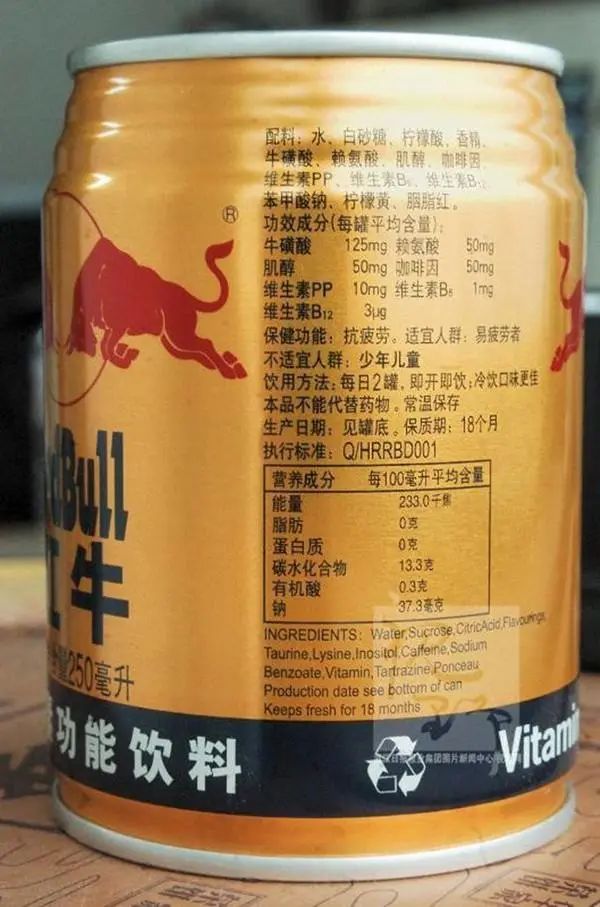 配料：水、白砂糖、柠檬酸、香精、
牛磺酸、赖氨酸、肌醇、咖啡因、
维生素PP、维生素B₆、维生素B₁₂、
苯甲酸钠、柠檬黄、胭脂红。
功效成分(每罐平均含量)：
牛磺酸 125mg 赖氨酸 50mg
肌醇 50mg 咖啡因 50mg
维生素PP 10mg 维生素B₆ 1mg
维生素B₁₂ 3μg
保健功能：抗疲劳。适宜人群：易疲劳者
不适宜人群：少年儿童
饮用方法：每日2罐，即开即饮；冷饮口味更佳
本品不能代替药物。常温保存
生产日期：见罐底。保质期：18个月
执行标准：Q/HRRBD001
营养成分 每100毫升平均含量
能量 233.0千焦
脂肪 0克
蛋白质 0克
碳水化合物 13.3克
有机酸 0.3克
钠 37.3毫克
INGREDIENTS: Water,Sucrose,CitricAcid,Flavourings,
Taurine,Lysine,Inositol,Caffeine,Sodium
Benzoate,Vitamin,Tartrazine,Ponceau
Production date see bottom of can
Keeps fresh for 18 months
®
dBull
牛
量250毫升
功能饮料
Vitamin
集团图片新闻中心